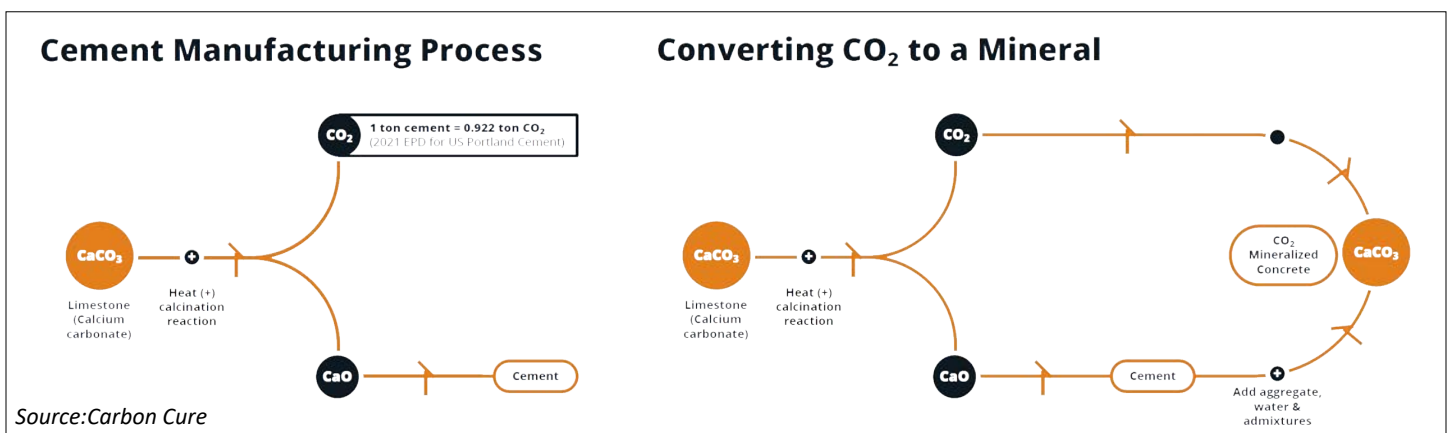 Cement Manufacturing Process
CO₂
1 ton cement = 0.922 ton CO₂
(2021 EPD for US Portland Cement)
CaCO₃
+
Limestone
(Calcium
carbonate)
Heat (+)
calcination
reaction
CaO
Cement
Source:Carbon Cure
Converting CO₂ to a Mineral
CO₂
CaCO₃
+
Limestone
(Calcium
carbonate)
Heat (+)
calcination
reaction
CO₂
Mineralized
Concrete
CaCO₃
CaO
Cement
+
Add aggregate,
water &
admixtures